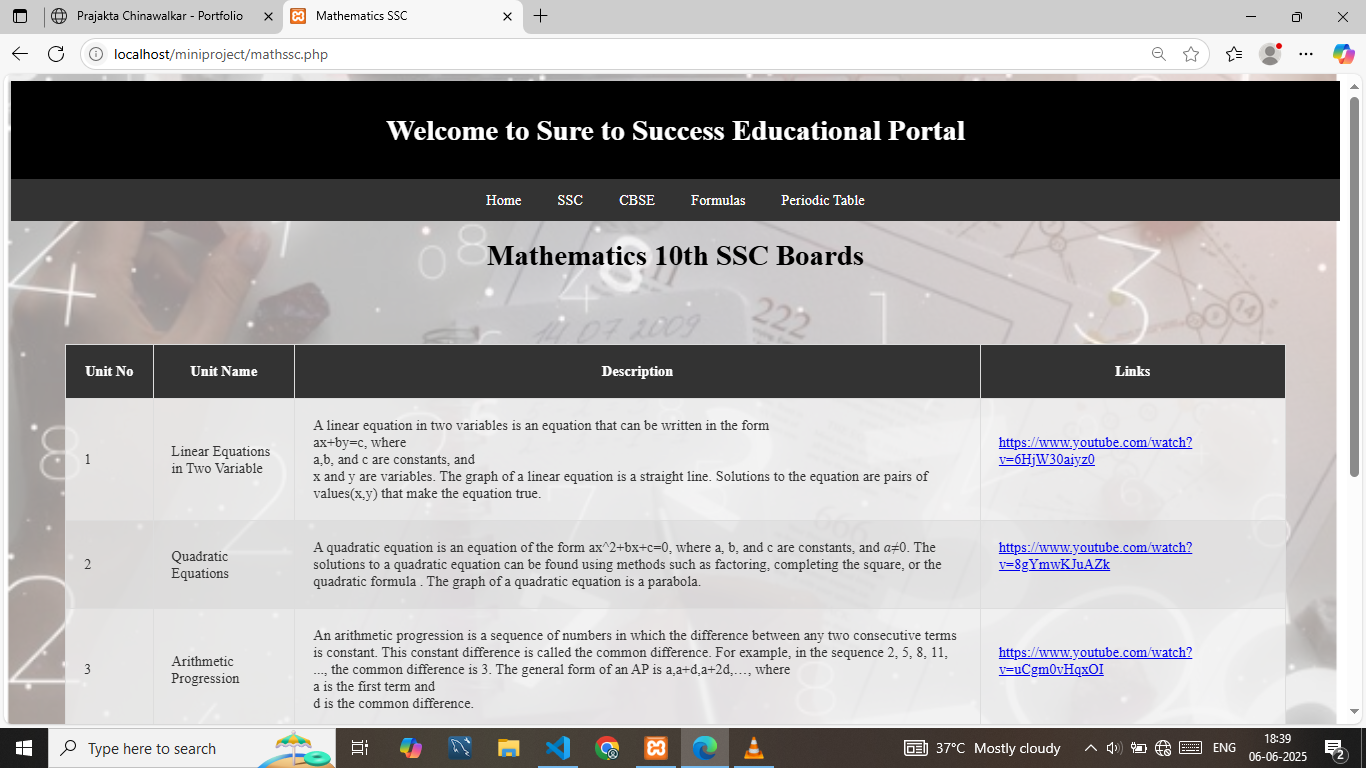 Prajakta Chinawalkar - Portfolio
Mathematics SSC
localhost/miniproject/mathssc.php
Welcome to Sure to Success Educational Portal
Home SSC CBSE Formulas Periodic Table
Mathematics 10th SSC Boards
14 07 2009
222
Unit No Unit Name Description Links
1
Linear Equations
in Two Variable
A linear equation in two variables is an equation that can be written in the form
ax+by=c, where
a,b, and c are constants, and
x and y are variables. The graph of a linear equation is a straight line. Solutions to the equation are pairs of
values(x,y) that make the equation true.
https://www.youtube.com/watch?
v=6HjW30aiyz0
2
Quadratic
Equations
A quadratic equation is an equation of the form ax^2+bx+c=0, where a, b, and c are constants, and a≠0. The
solutions to a quadratic equation can be found using methods such as factoring, completing the square, or the
quadratic formula . The graph of a quadratic equation is a parabola.
https://www.youtube.com/watch?
v=8gYmwKJuAZk
3
Arithmetic
Progression
An arithmetic progression is a sequence of numbers in which the difference between any two consecutive terms
is constant. This constant difference is called the common difference. For example, in the sequence 2, 5, 8, 11,
..., the common difference is 3. The general form of an AP is a,a+d,a+2d,…, where
a is the first term and
d is the common difference.
https://www.youtube.com/watch?
v=uCgm0vHqxOI
Type here to search
37°C Mostly cloudy
ENG
18:39
06-06-2025
2